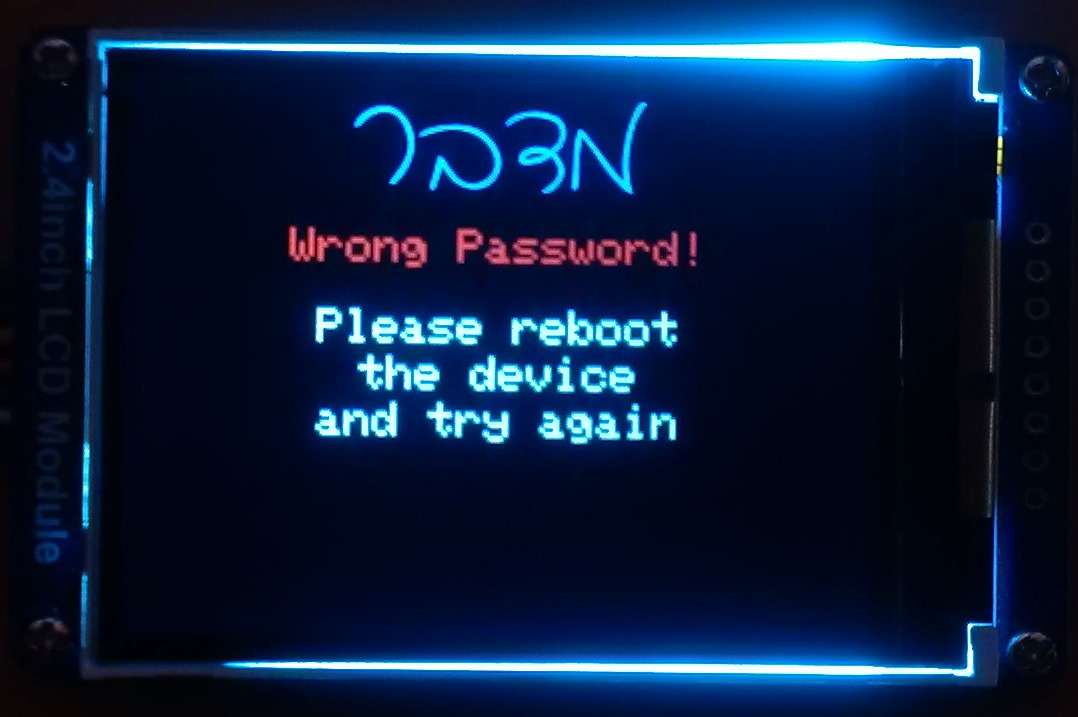 מדבר
Wrong Password!
Please reboot
the device
and try again
2.4inch LCD Module